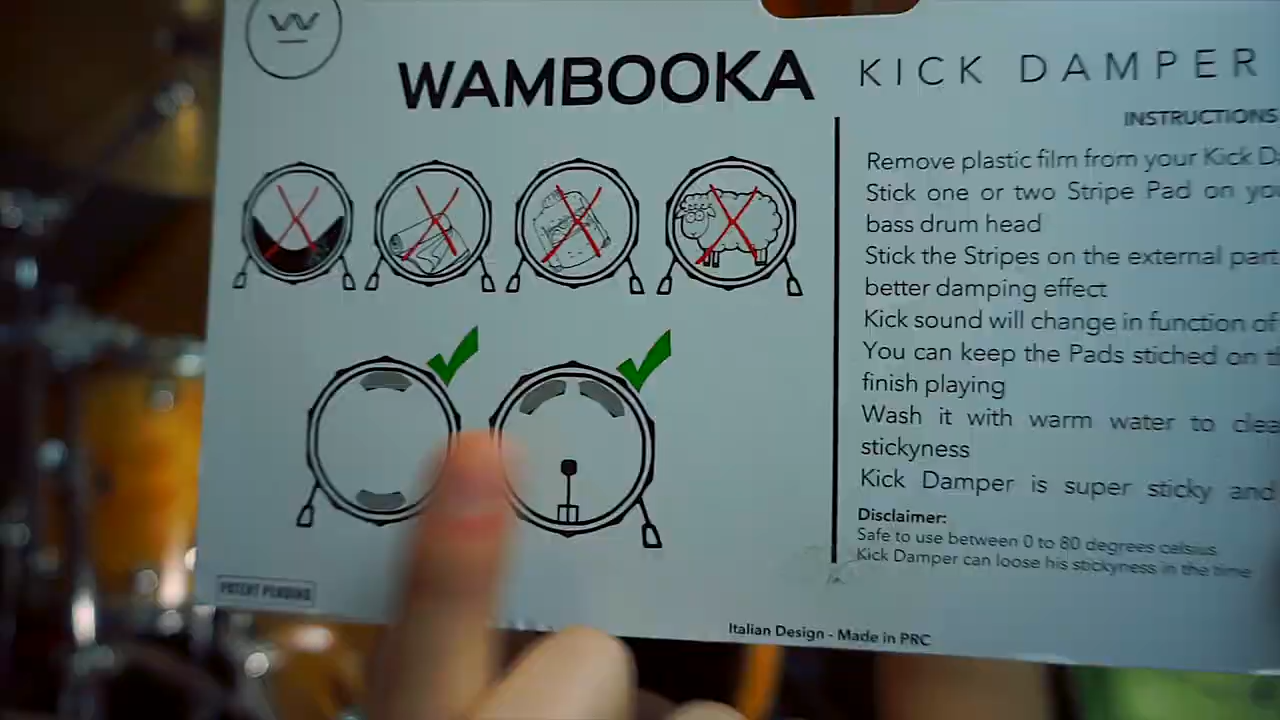 W
WAMBOOKA KICK DAMPER
INSTRUCTIONS
Remove plastic film from your Kick
Stick one or two Stripe Pad on
bass drum head
Stick the Stripes on the external part
better damping effect
Kick sound will change in function of
You can keep the Pads stiched on
finish playing
Wash it with warm water to
stickyness
Kick Damper is super sticky and
Disclaimer:
Safe to use between 0 to 80 degrees celsius
Kick Damper can loose his stickyness in the time
PATENT PENDING
Italian Design - Made in PRC